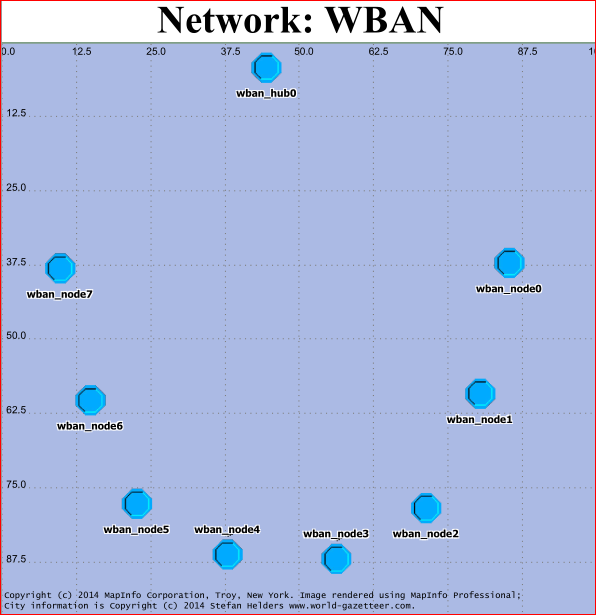 Network: WBAN
0.0 12.5 25.0 37.5 50.0 62.5 75.0 87.5
wban_hub0
12.5
25.0
37.5
wban_node7
wban_node0
50.0
62.5
wban_node6
wban_node1
75.0
wban_node5
wban_node4
wban_node3
wban_node2
87.5
Copyright (c) 2014 MapInfo Corporation, Troy, New York. Image rendered using MapInfo Professional;
City information is Copyright (c) 2014 Stefan Helders www.world-gazetteer.com.